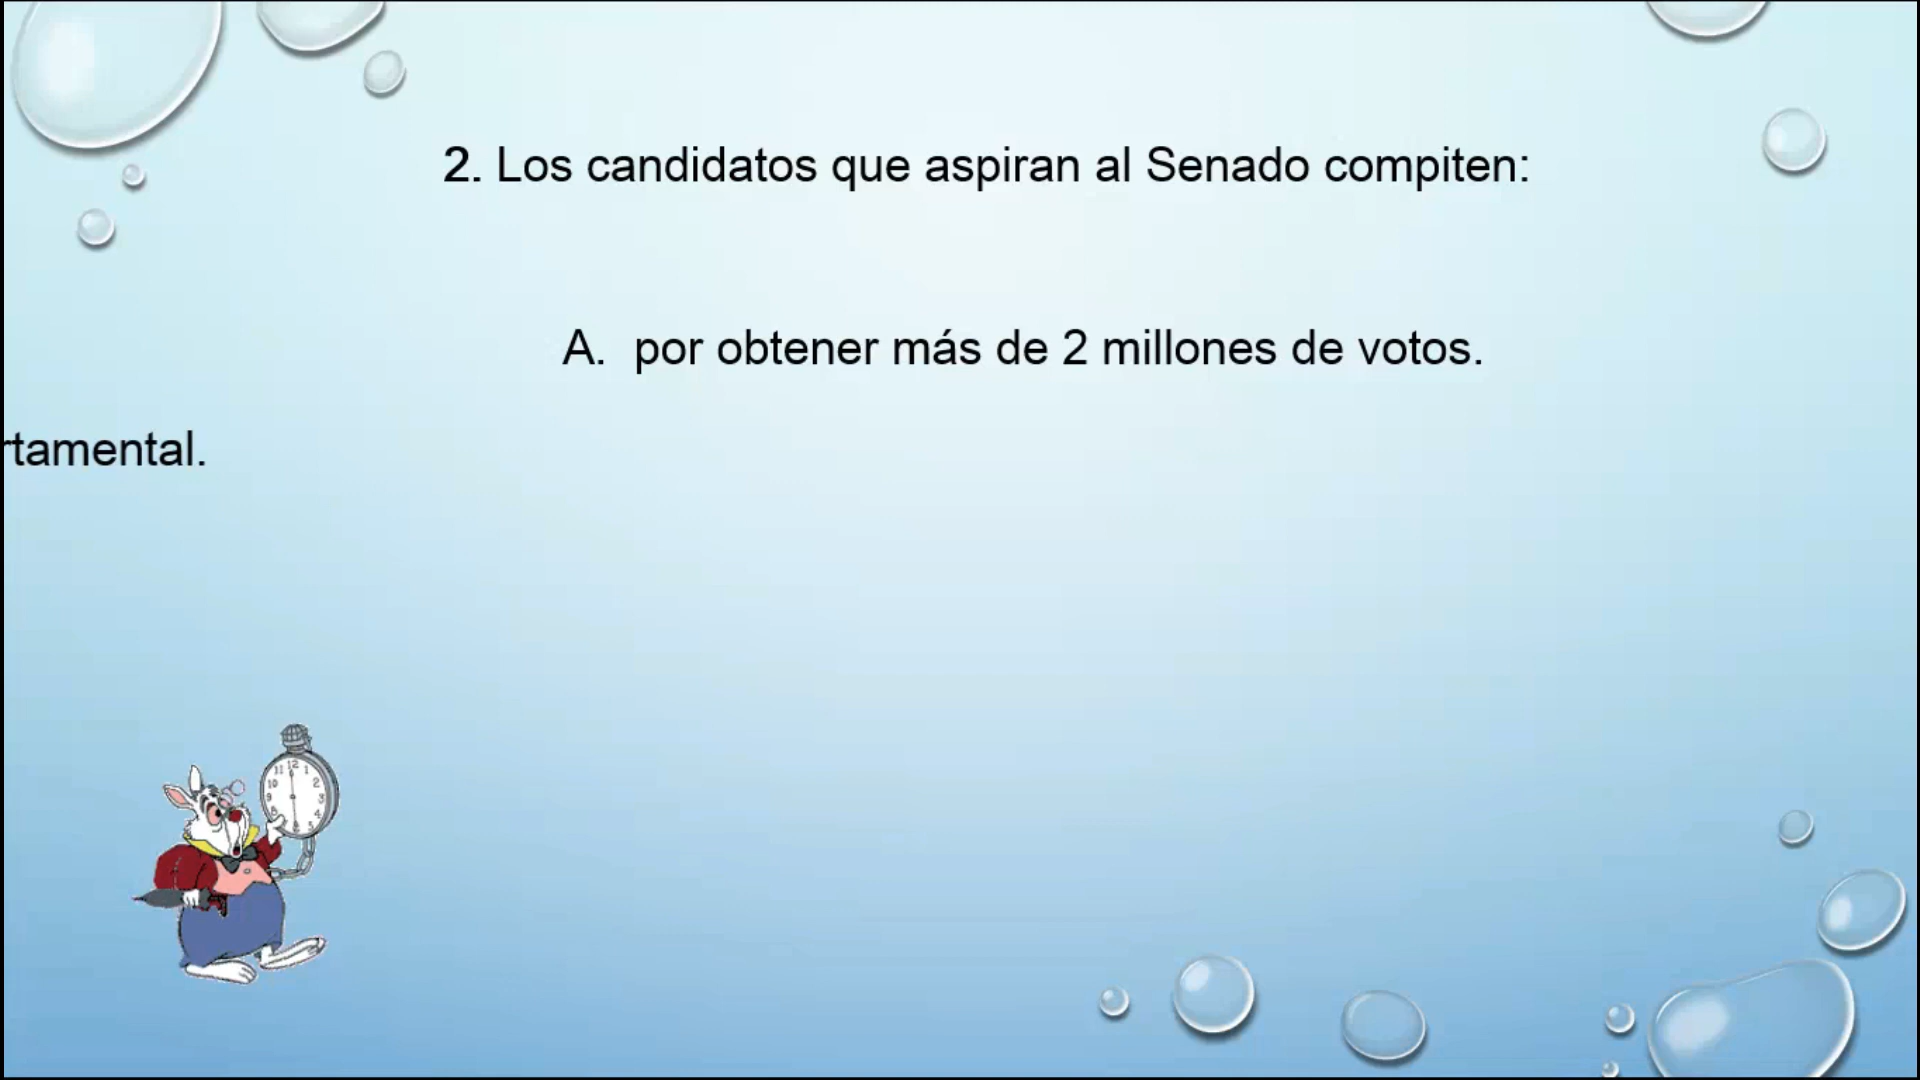 2. Los candidatos que aspiran al Senado compiten:
A. por obtener más de 2 millones de votos.
rtamental.